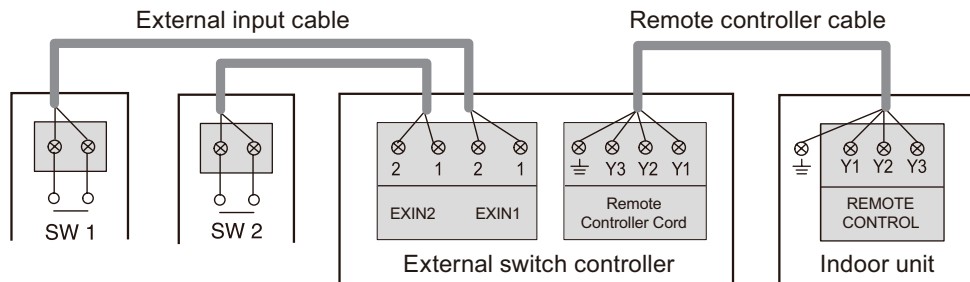 External input cable Remote controller cable
2 1 2 1 Y3 Y2 Y1 Y1 Y2 Y3
EXIN2 EXIN1 Remote Controller Cord REMOTE CONTROL
SW 1 SW 2
External switch controller Indoor unit